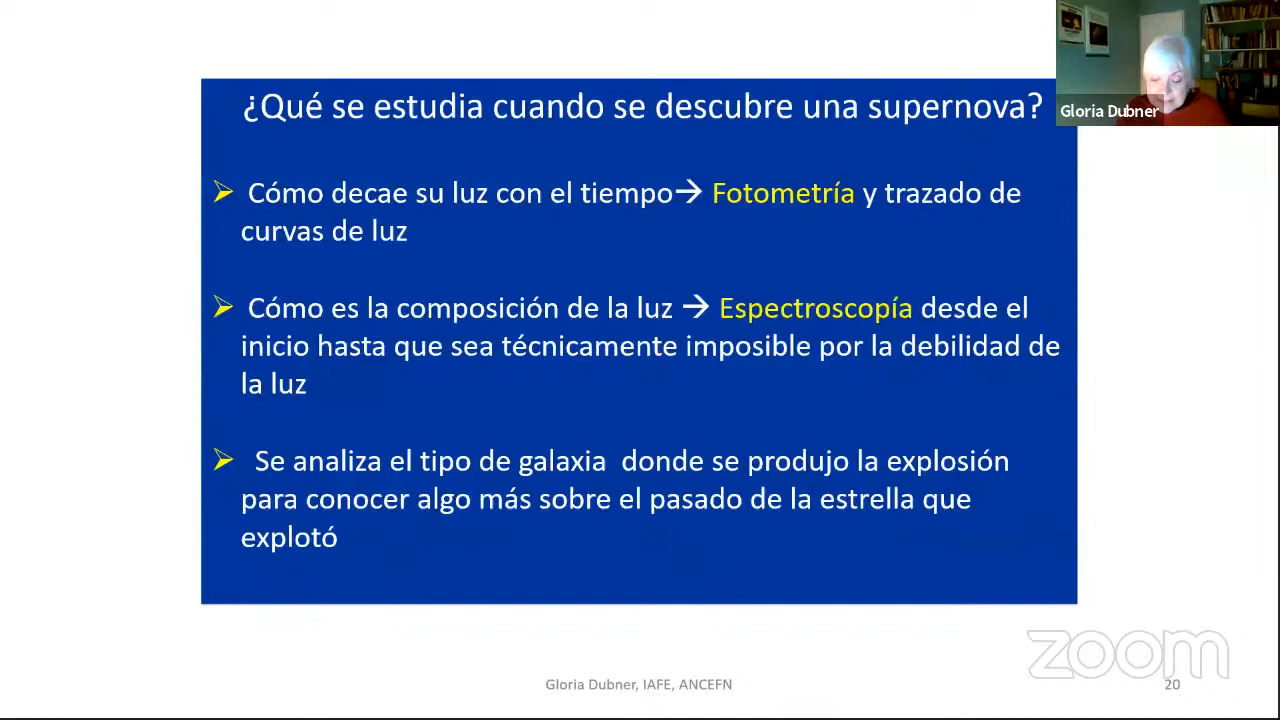 ¿Qué se estudia cuando se descubre una supernova?
Gloria Dubner
➢ Cómo decae su luz con el tiempo→ Fotometría y trazado de
curvas de luz
➢ Cómo es la composición de la luz → Espectroscopía desde el
inicio hasta que sea técnicamente imposible por la debilidad de
la luz
➢ Se analiza el tipo de galaxia donde se produjo la explosión
para conocer algo más sobre el pasado de la estrella que
explotó
zoom
Gloria Dubner, IAFE, ANCEFN
20